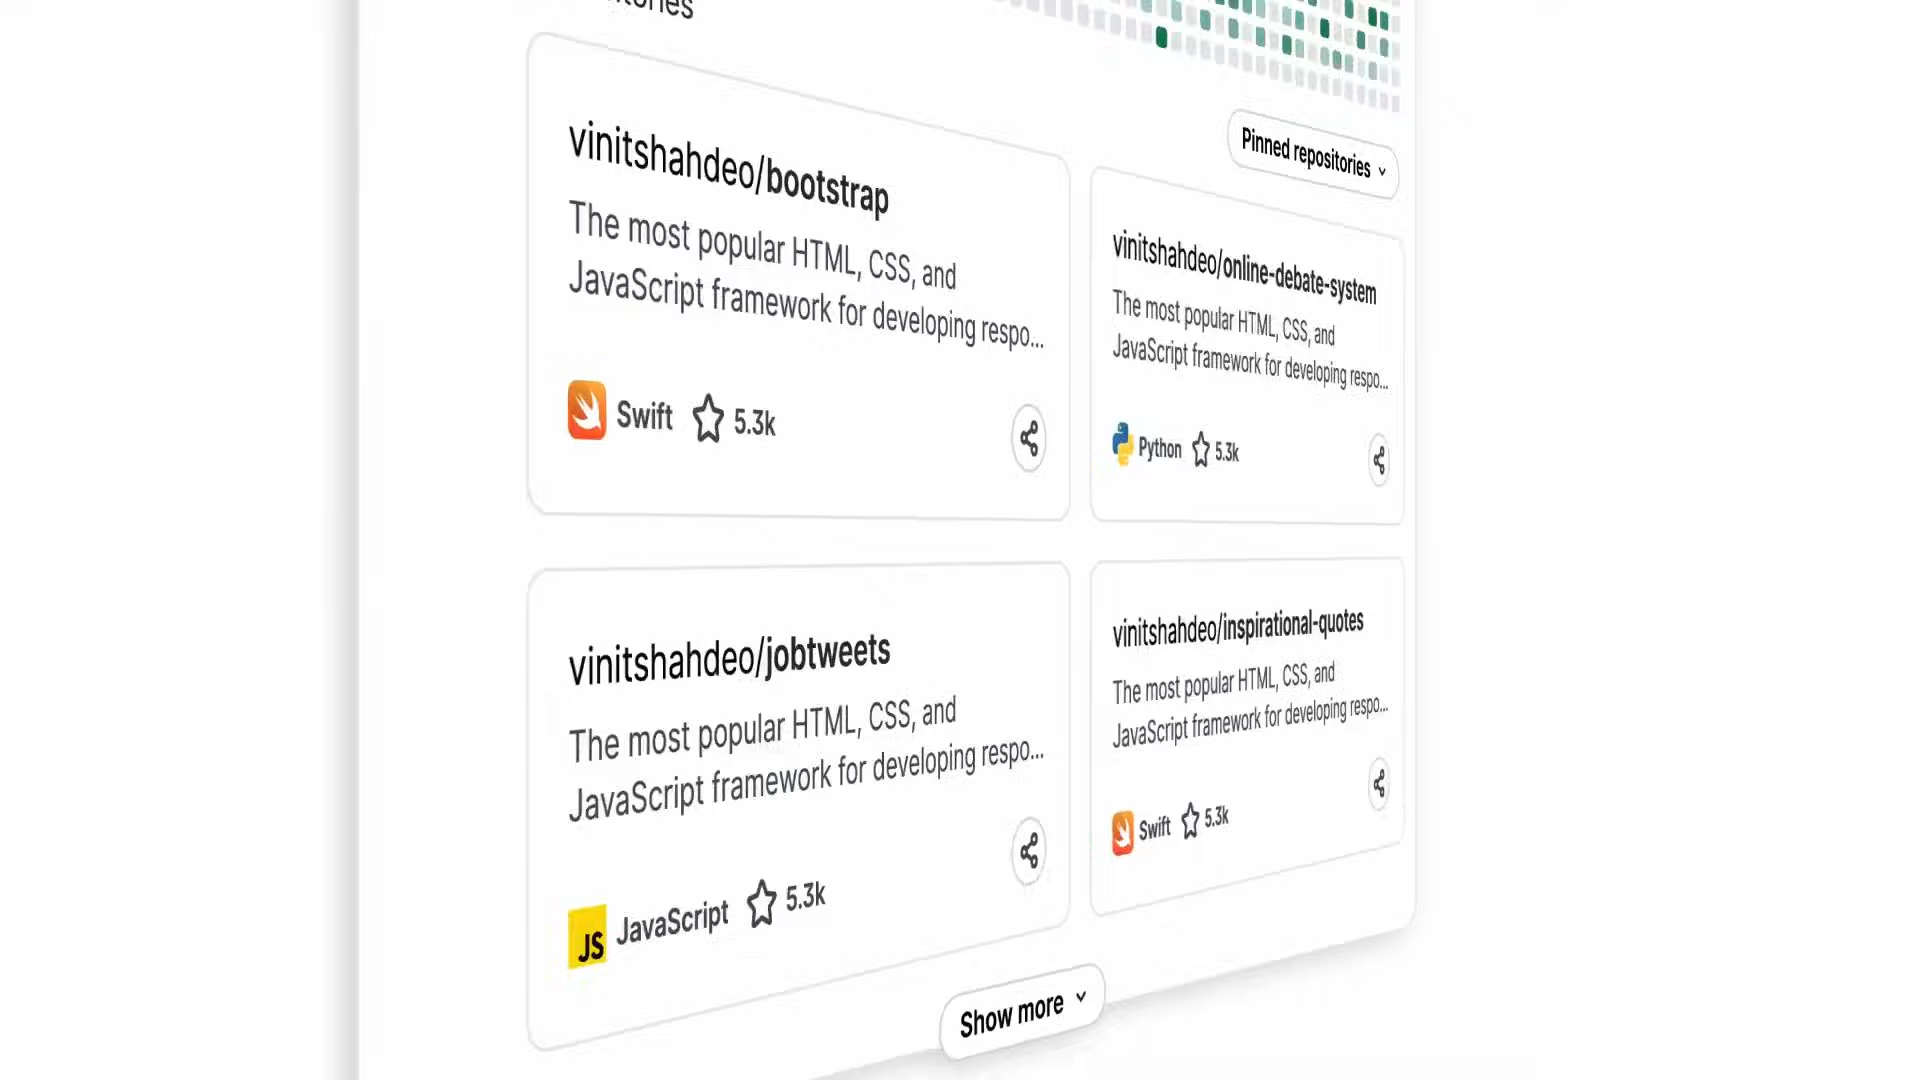 Pinned repositories
vinitshahdeo/bootstrap
The most popular HTML, CSS, and
JavaScript framework for developing respo...
Swift 5.3k
vinitshahdeo/online-debate-system
The most popular HTML, CSS, and
JavaScript framework for developing respo...
Python 5.3k
vinitshahdeo/jobtweets
The most popular HTML, CSS, and
JavaScript framework for developing respo...
JS JavaScript 5.3k
vinitshahdeo/inspirational-quotes
The most popular HTML, CSS, and
JavaScript framework for developing respo...
Swift 5.3k
Show more